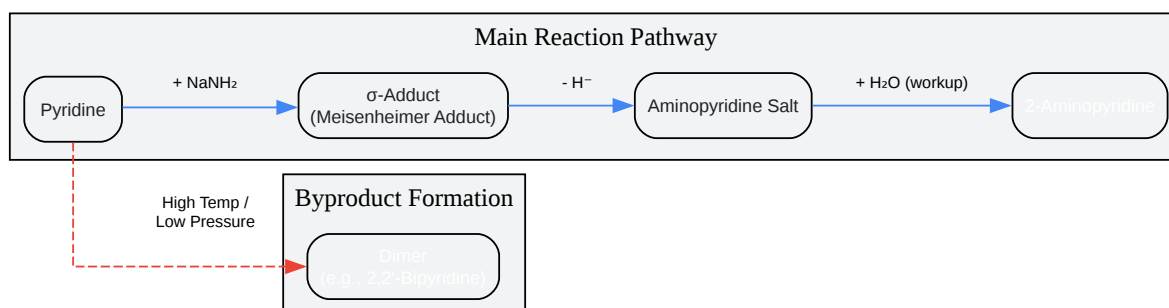 Main Reaction Pathway
+ NaNH₂
- H⁻
+ H₂O (workup)
Pyridine
σ-Adduct
(Meisenheimer Adduct)
Aminopyridine Salt
2-Aminopyridine
High Temp /
Low Pressure
Byproduct Formation
Dimer
(e.g., 2,2'-Bipyridine)